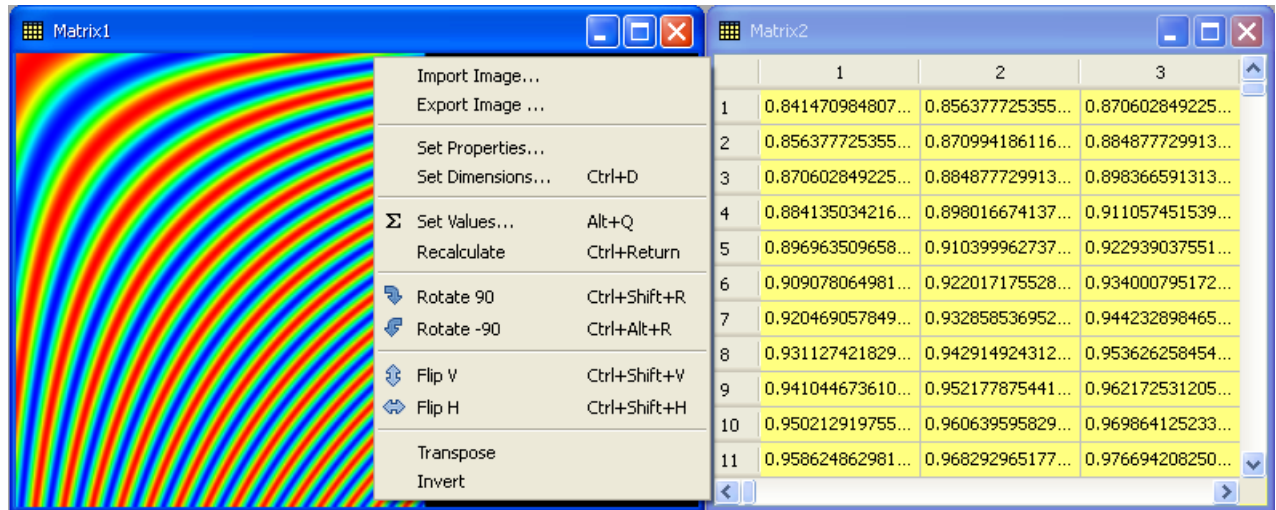 Matrix1
Import Image...
Export Image ...
Set Properties...
Set Dimensions... Ctrl+D
Σ Set Values... Alt+Q
Recalculate Ctrl+Return
Rotate 90 Ctrl+Shift+R
Rotate -90 Ctrl+Alt+R
Flip V Ctrl+Shift+V
Flip H Ctrl+Shift+H
Transpose
Invert
Matrix2
1 2 3
1 0.841470984807... 0.856377725355... 0.870602849225...
2 0.856377725355... 0.870994186116... 0.884877729913...
3 0.870602849225... 0.884877729913... 0.898366591313...
4 0.884135034216... 0.898016674137... 0.911057451539...
5 0.896963509658... 0.910399962737... 0.922939037551...
6 0.909078064981... 0.922017175528... 0.934000795172...
7 0.920469057849... 0.932858536952... 0.944232898465...
8 0.931127421829... 0.942914924312... 0.953626258454...
9 0.941044673610... 0.952177875441... 0.962172531205...
10 0.950212919755... 0.960639595829... 0.969864125233...
11 0.958624862981... 0.968292965177... 0.976694208250...